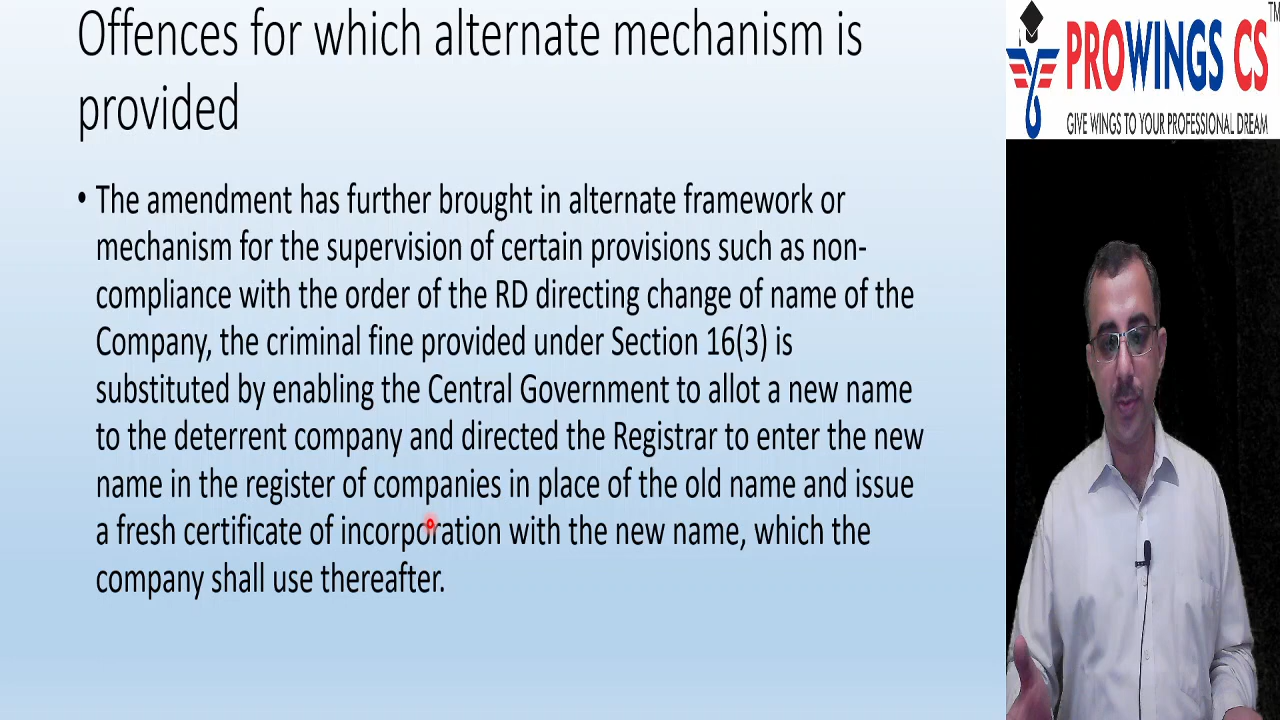 Offences for which alternate mechanism is
provided
• The amendment has further brought in alternate framework or
mechanism for the supervision of certain provisions such as non-
compliance with the order of the RD directing change of name of the
Company, the criminal fine provided under Section 16(3) is
substituted by enabling the Central Government to allot a new name
to the deterrent company and directed the Registrar to enter the new
name in the register of companies in place of the old name and issue
a fresh certificate of incorporation with the new name, which the
company shall use thereafter.
TM
PROWINGS CS
GIVE WINGS TO YOUR PROFESSIONAL DREAM